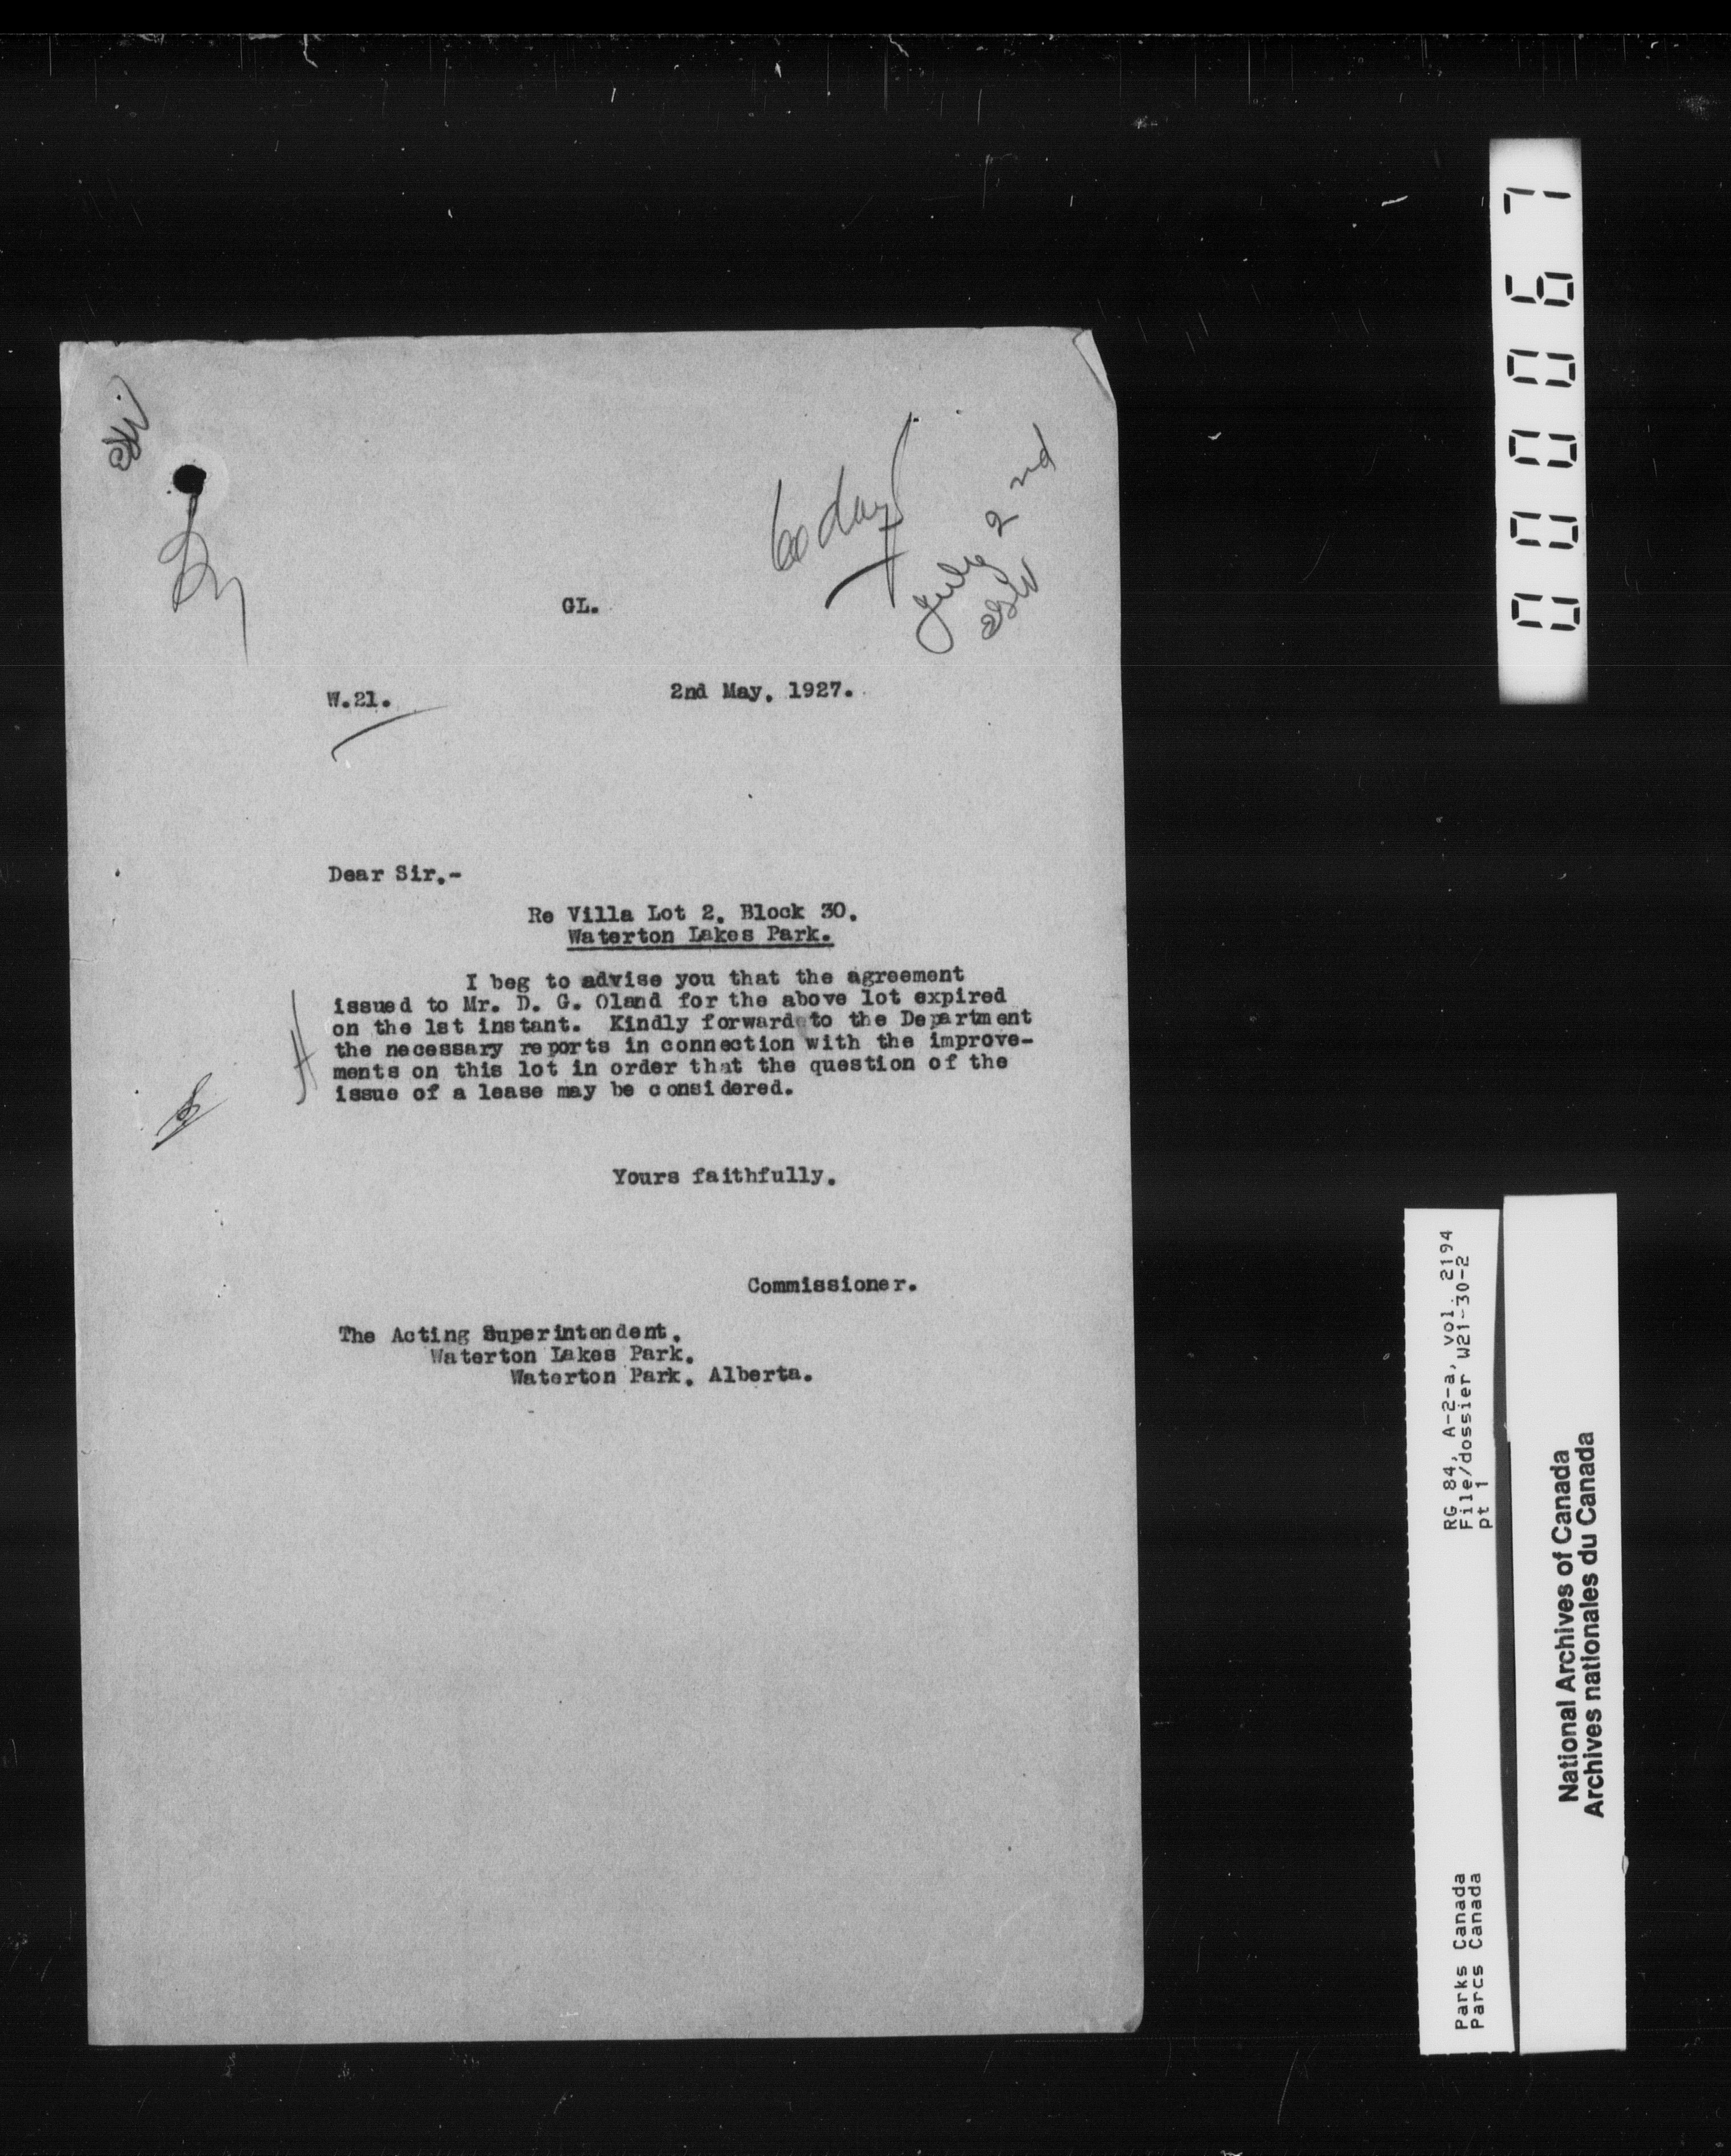 60 days
July 2nd
GL.
W.21.
2nd May, 1927.
Dear Sir,-
Re Villa Lot 2, Block 30,
Waterton Lakes Park.
I beg to advise you that the agreement
issued to Mr. D. G. Oland for the above lot expired
on the 1st instant. Kindly forward to the Department
the necessary reports in connection with the improve-
ments on this lot in order that the question of the
issue of a lease may be considered.
Yours faithfully,
Commissioner.
The Acting Superintendent,
Waterton Lakes Park,
Waterton Park, Alberta.
000067
RG 84, A-2-a, vol. 2194
File/dossier W21-30-2
pt 1
Parks Canada
Parcs Canada
National Archives of Canada
Archives nationales du Canada